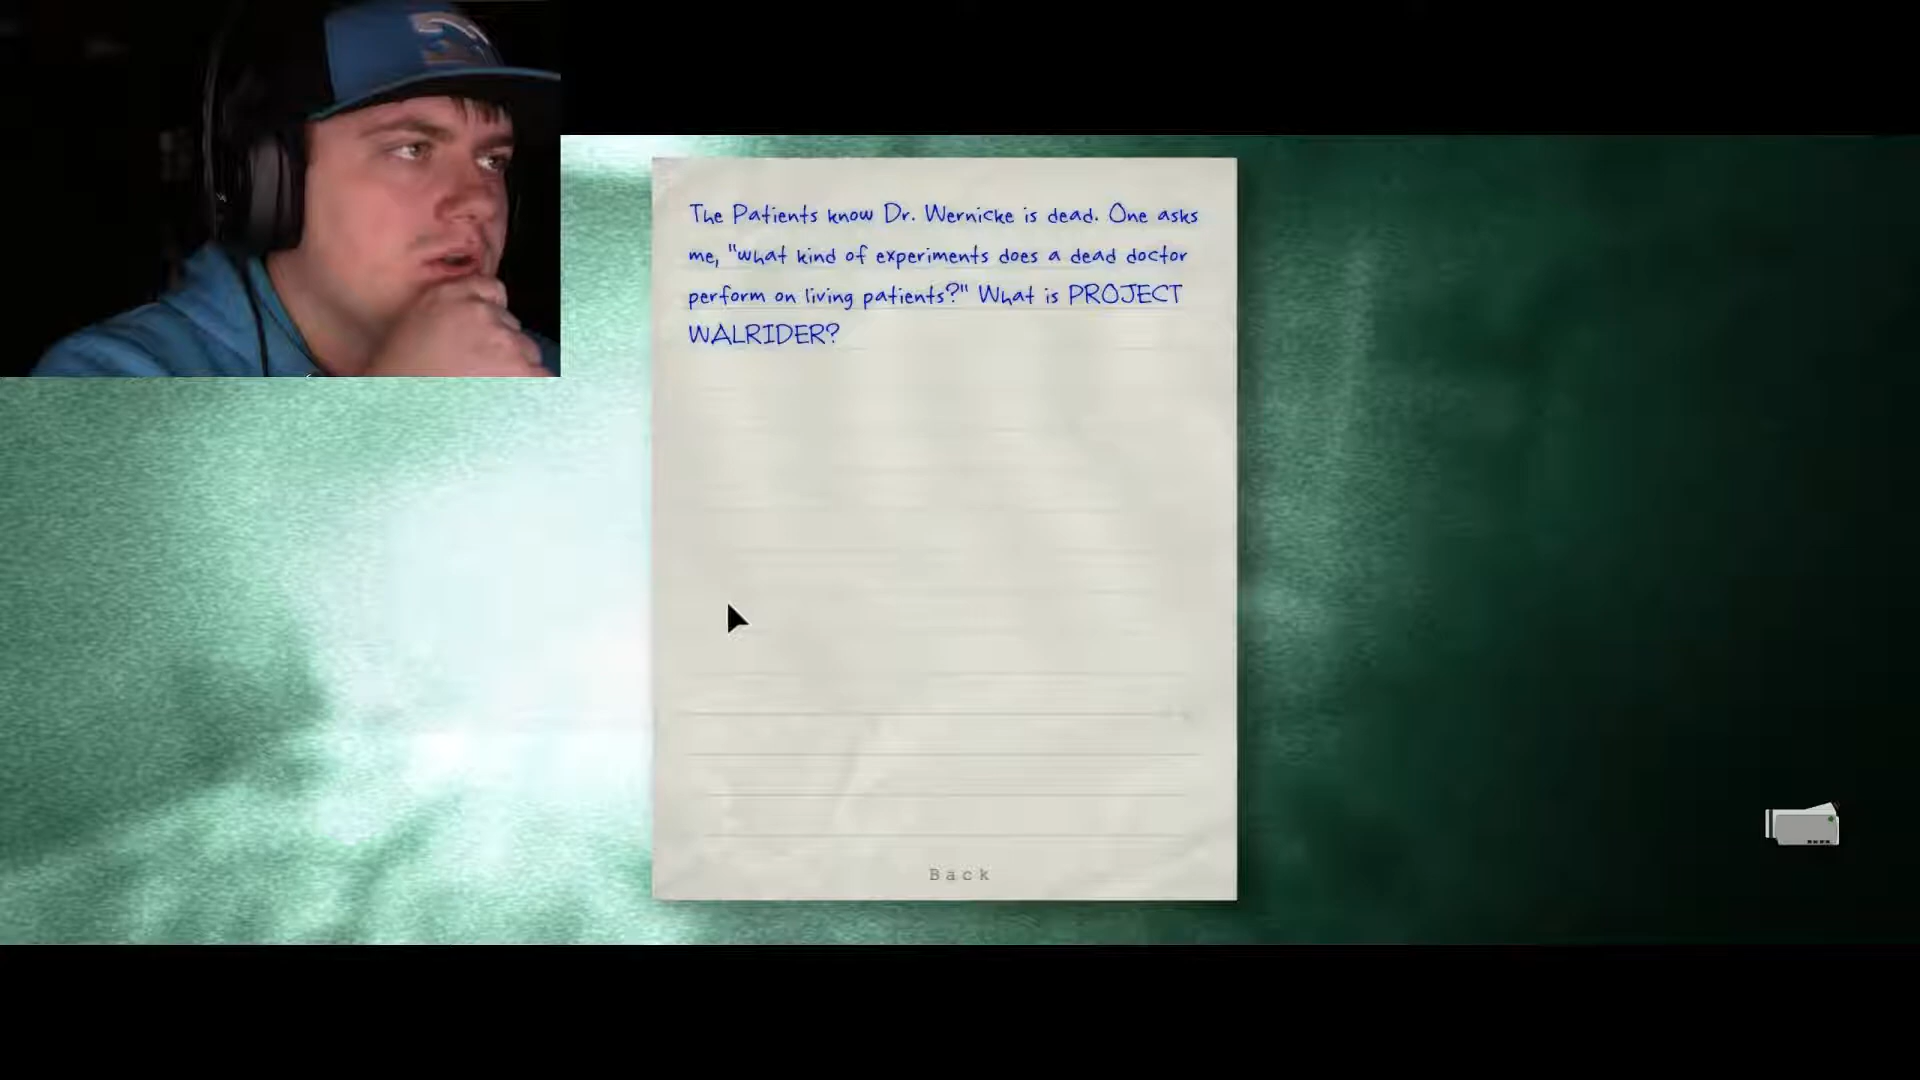 The Patients know Dr. Wernicke is dead. One asks
me, "what kind of experiments does a dead doctor
perform on living patients?" What is PROJECT
WALRIDER?
Back